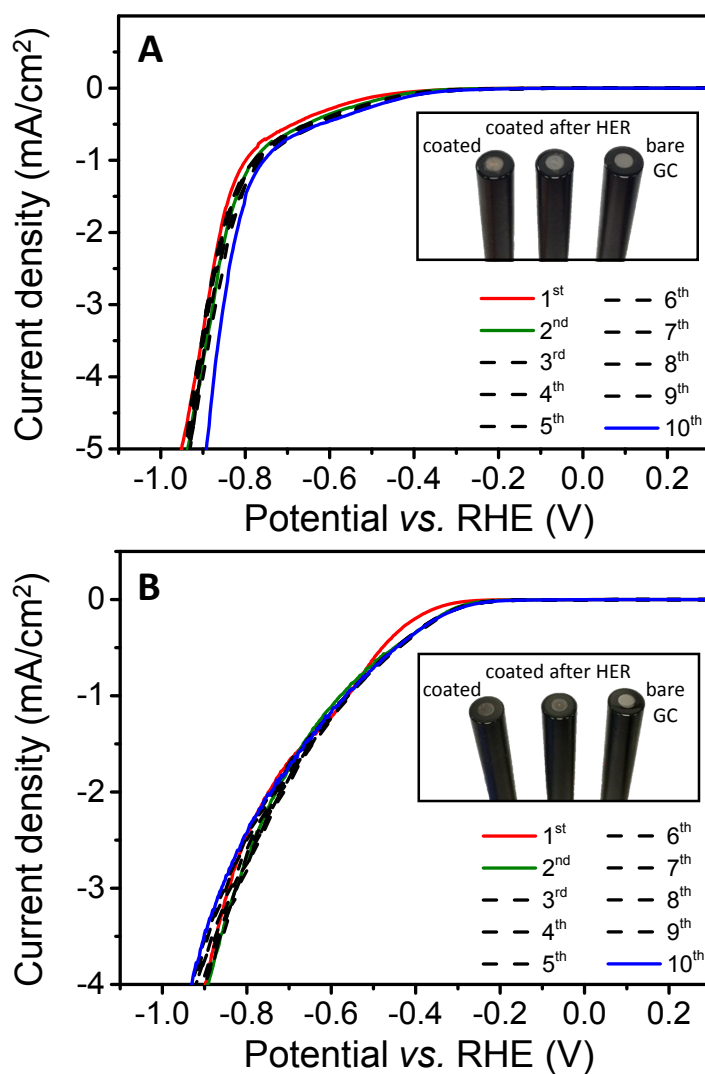 A
Current density (mA/cm²)
0
-1
-2
-3
-4
-5
coated after HER
coated
bare
GC
1st
2nd
3rd
4th
5th
6th
7th
8th
9th
10th
-1.0 -0.8 -0.6 -0.4 -0.2 0.0 0.2
Potential vs. RHE (V)
B
Current density (mA/cm²)
0
-1
-2
-3
-4
coated after HER
coated
bare
GC
1st
2nd
3rd
4th
5th
6th
7th
8th
9th
10th
-1.0 -0.8 -0.6 -0.4 -0.2 0.0 0.2
Potential vs. RHE (V)